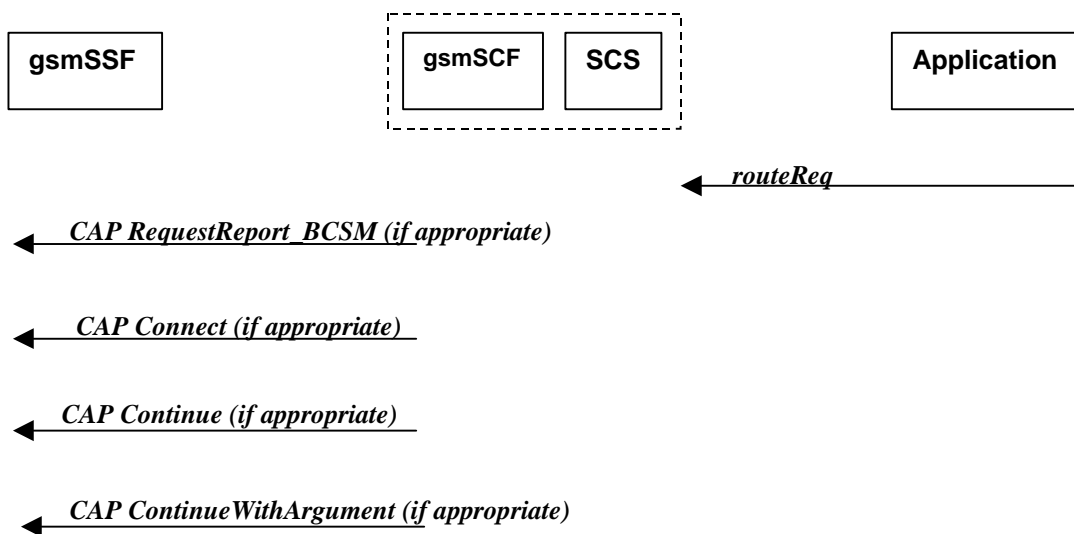 gsmSSF
gsmSCF
SCS
Application
routeReq
CAP RequestReport_BCSM (if appropriate)
CAP Connect (if appropriate)
CAP Continue (if appropriate)
CAP ContinueWithArgument (if appropriate)